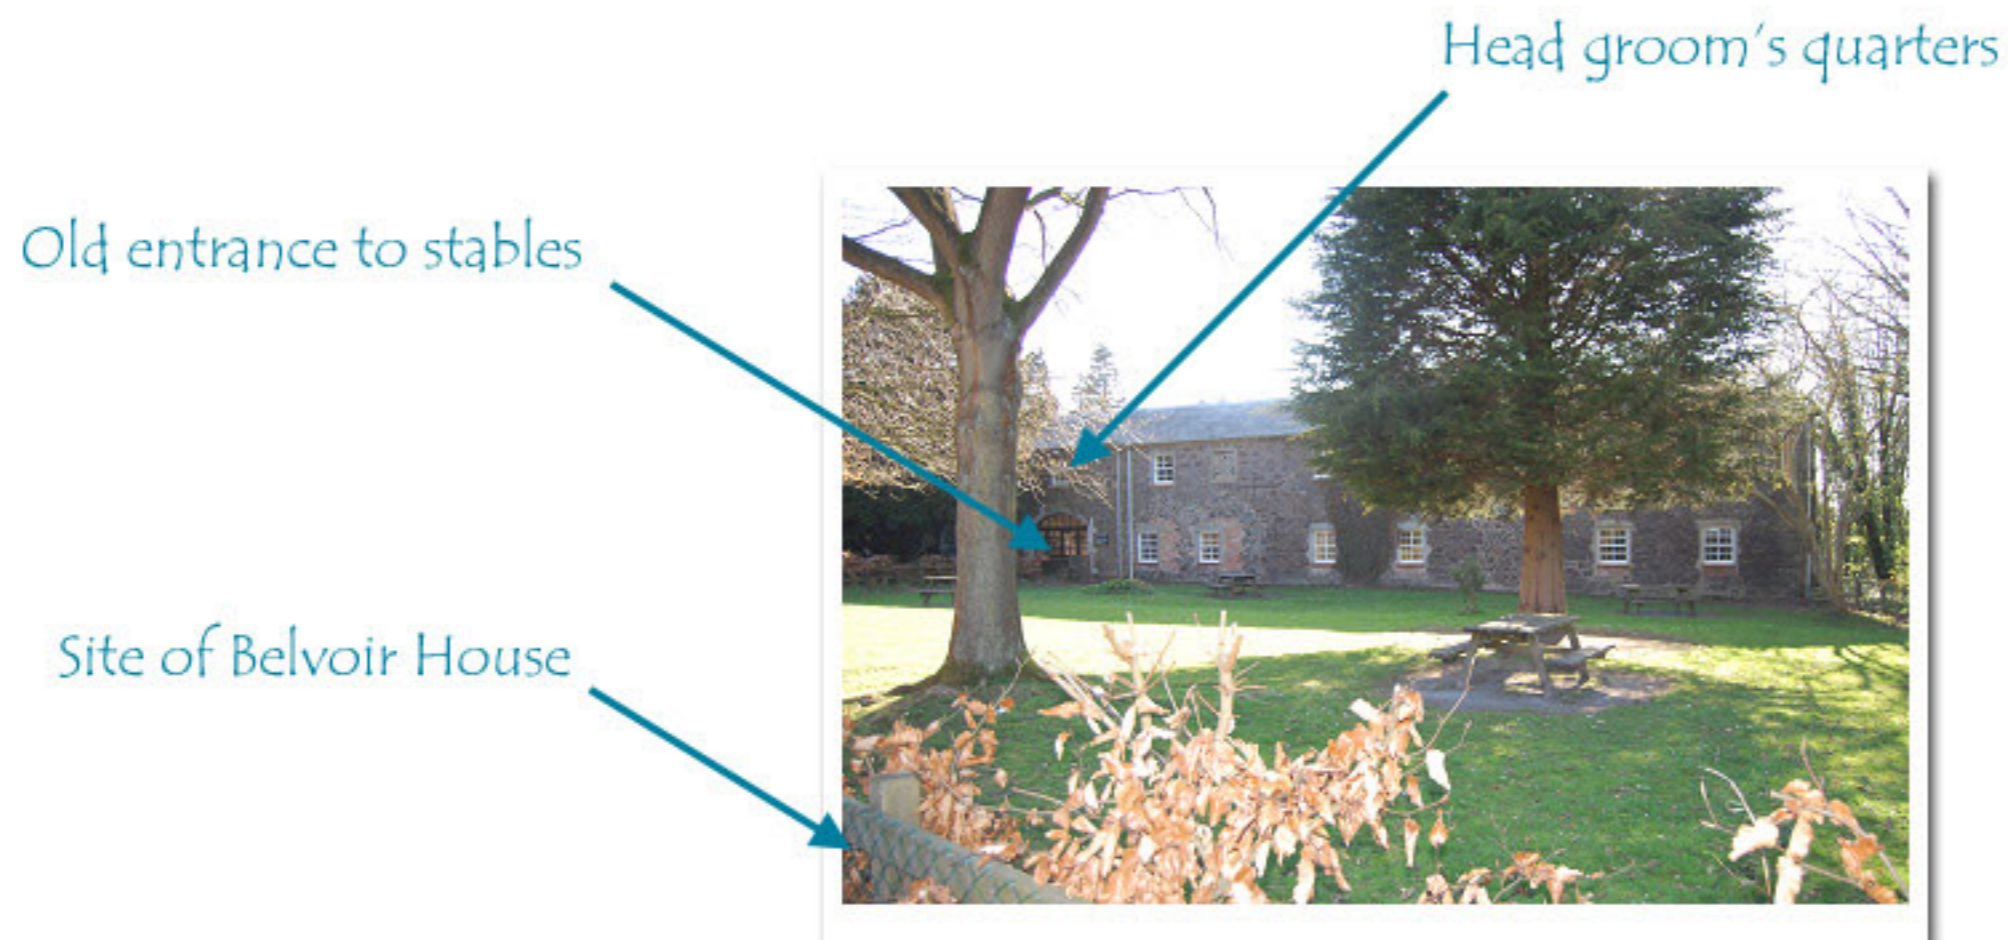 Head groom's quarters
Old entrance to stables
Site of Belvoir House